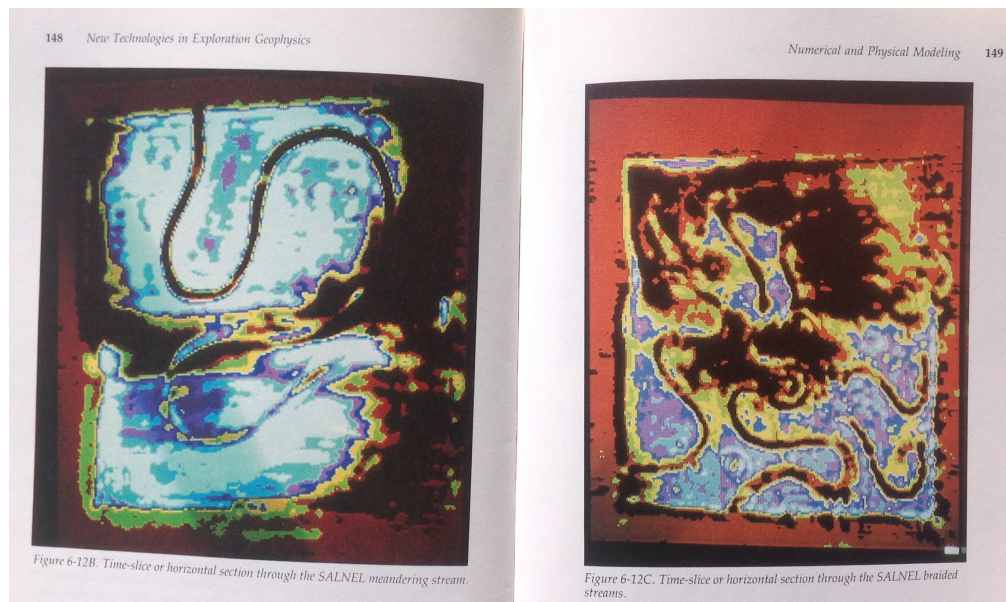 148 New Technologies in Exploration Geophysics
Figure 6-12B. Time-slice or horizontal section through the SALNEL meandering stream.
Numerical and Physical Modeling 149
Figure 6-12C. Time-slice or horizontal section through the SALNEL braided
streams.